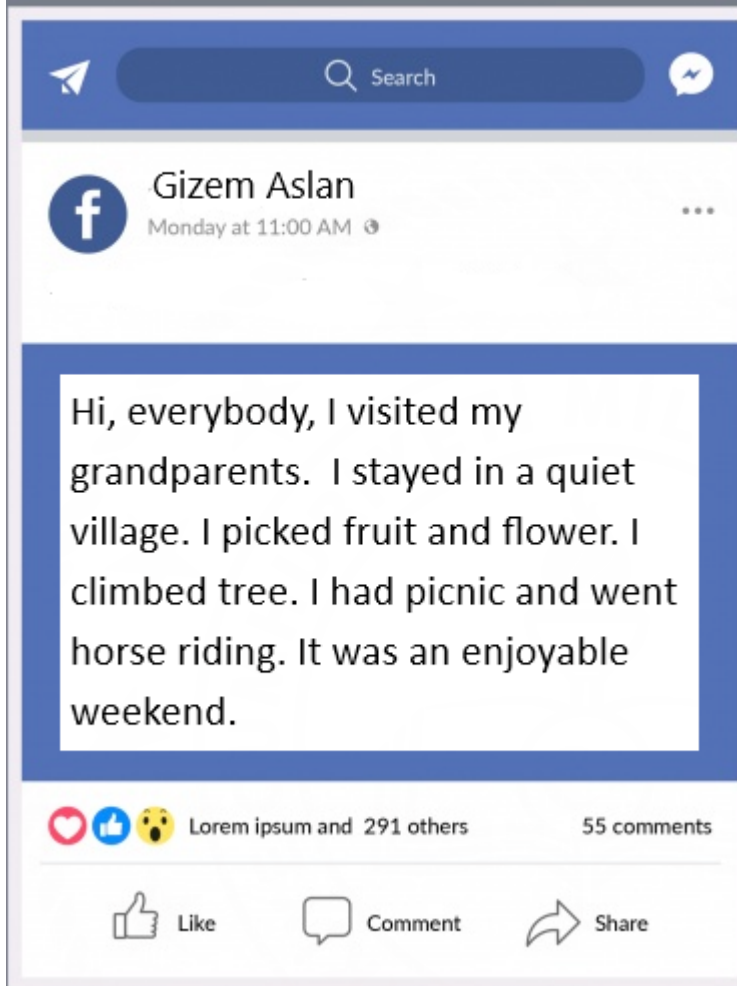 Search
Gizem Aslan
Monday at 11:00 AM
Hi, everybody, I visited my
grandparents.  I stayed in a quiet
village. I picked fruit and flower. I
climbed tree. I had picnic and went
horse riding. It was an enjoyable
weekend.
Lorem ipsum and 291 others 55 comments
Like Comment Share